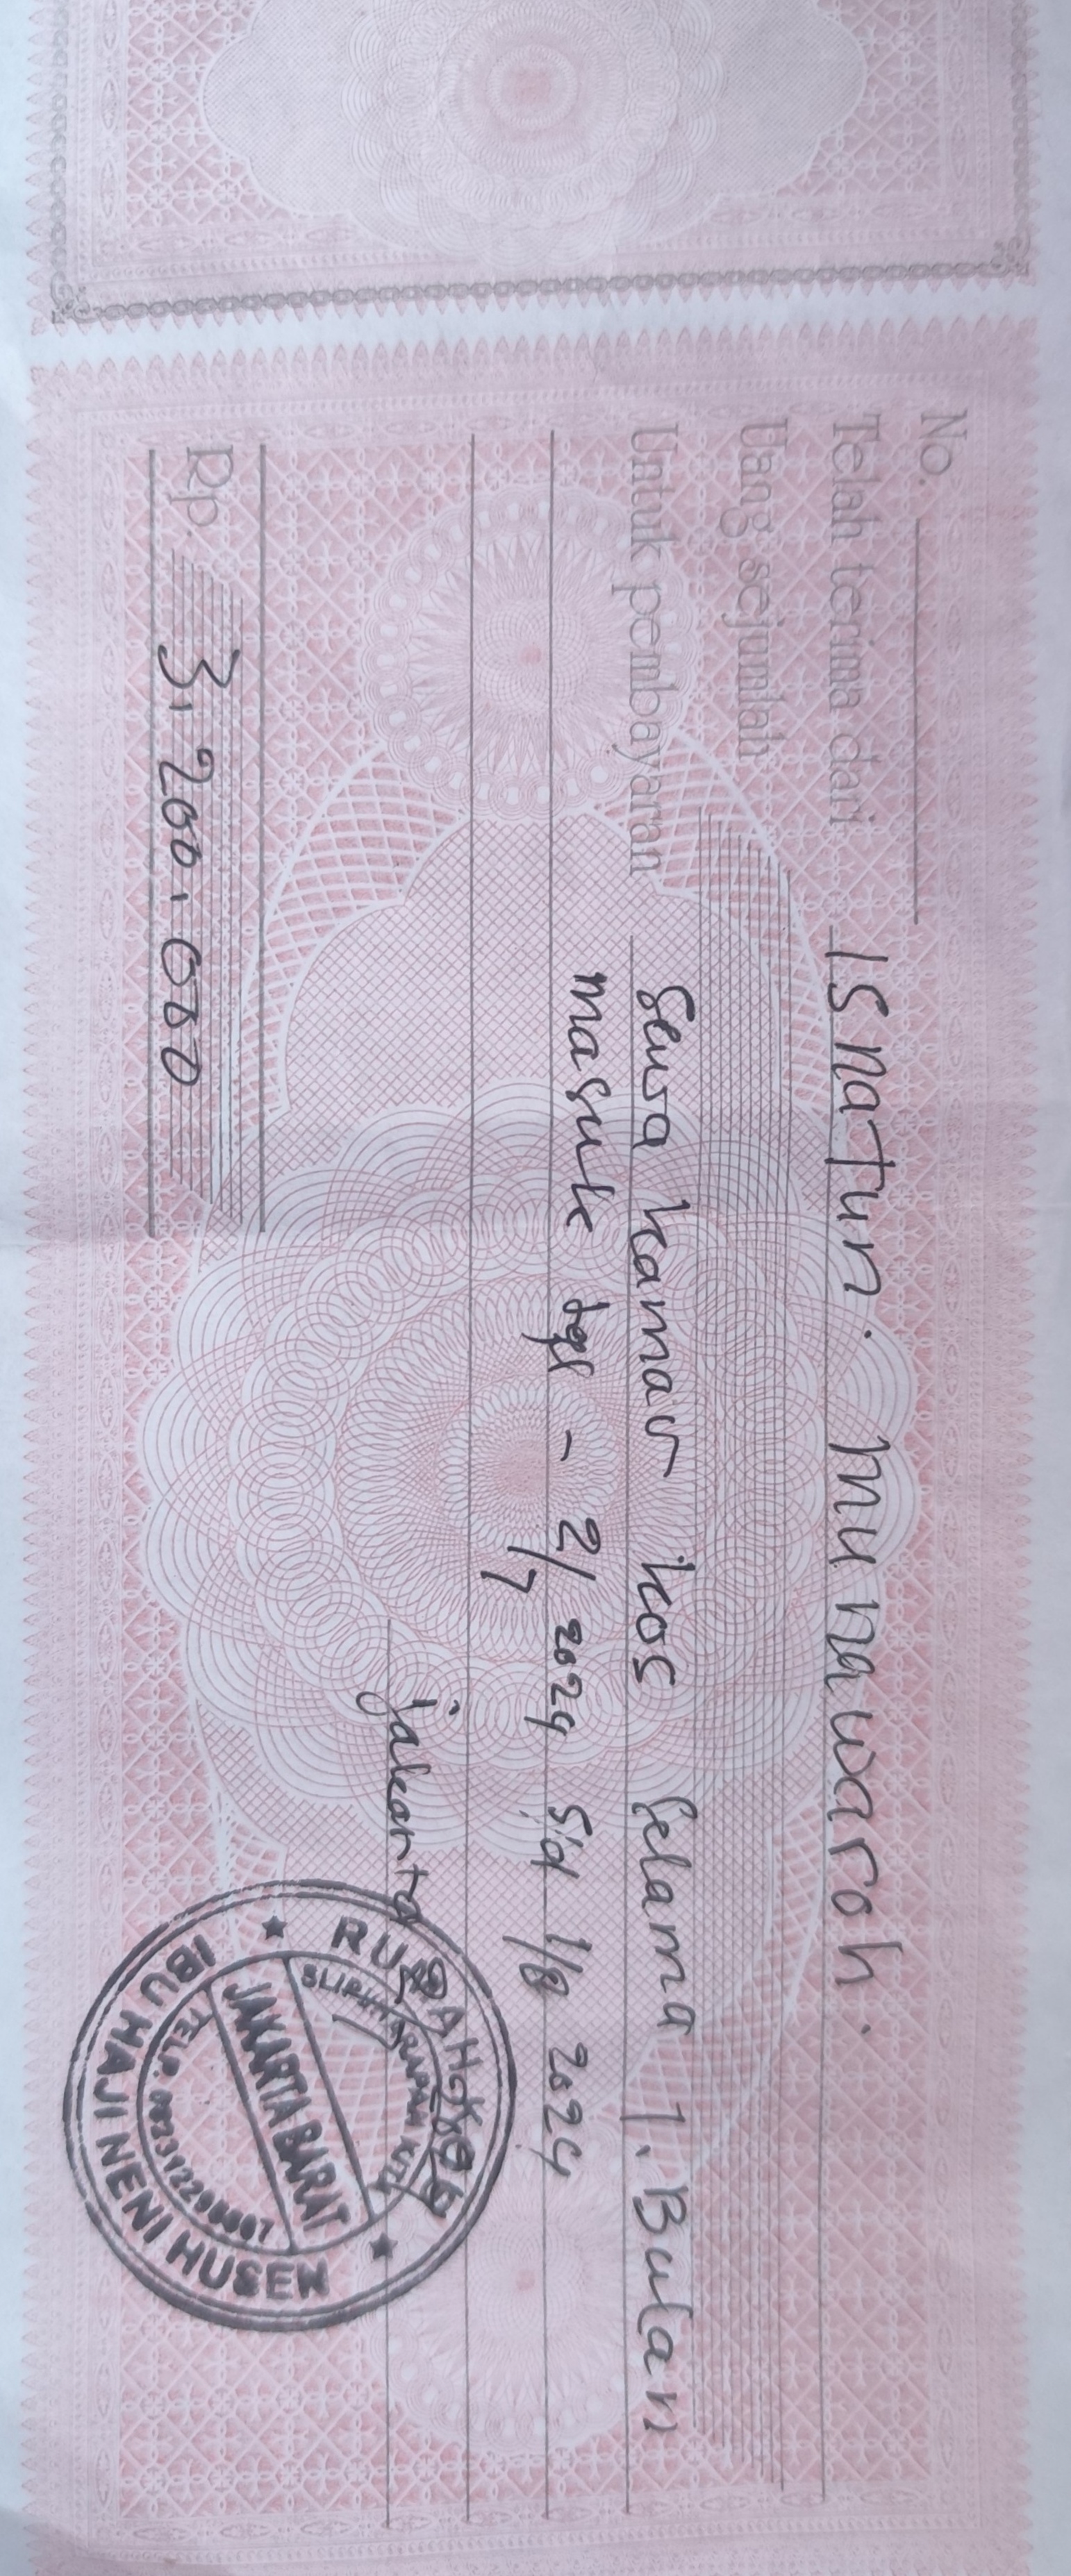 No.
Telah terima dari Isnatun. Munawaroh.
Uang sejumlah
Untuk pembayaran Sewa kamar kos Selama 1. Bulan
masuk tgl - 2/7 2024 s/d 1/8 2024
jakarta
Rp. 3.200.000
RUMAH KOS
SLIPI
JAKARTA BARAT
TELP.
IBU HAJI NENI HUSEN